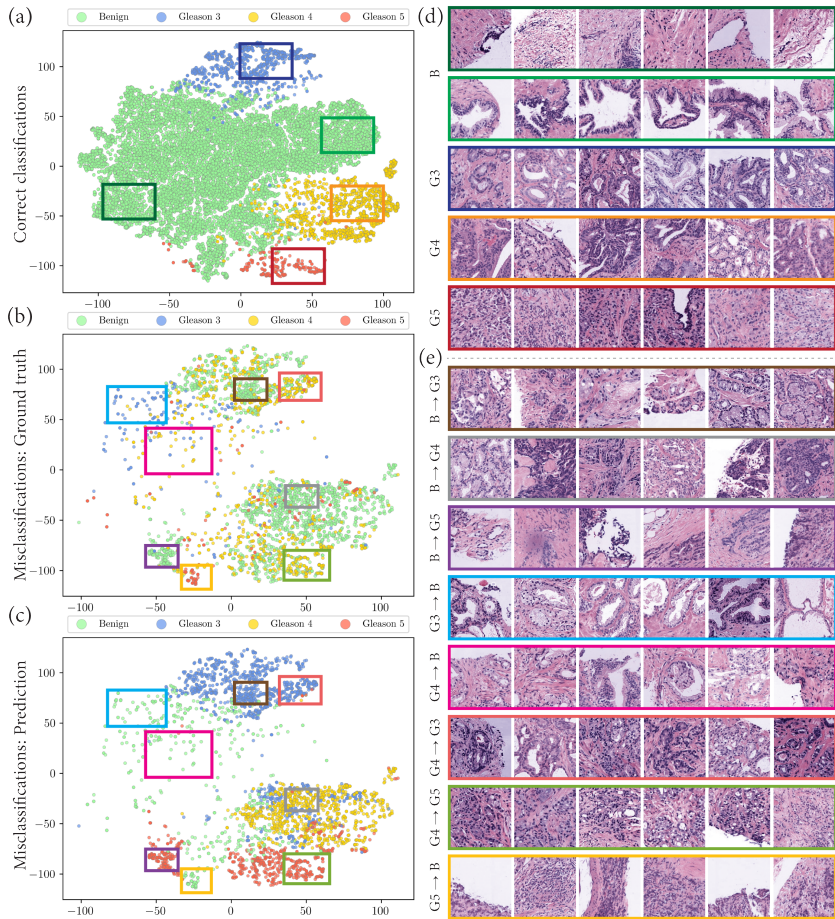 (a)
Benign Gleason 3 Gleason 4 Gleason 5
Correct classifications
100
50
0
−50
−100
−100 −50 0 50 100
(b)
Benign Gleason 3 Gleason 4 Gleason 5
Misclassifications: Ground truth
100
50
0
−50
−100
−100 −50 0 50 100
(c)
Benign Gleason 3 Gleason 4 Gleason 5
Misclassifications: Prediction
100
50
0
−50
−100
−100 −50 0 50 100
(d)
B
G3
G4
G5
(e)
B → G3
B → G4
B → G5
G3 → B
G4 → B
G4 → G3
G4 → G5
G5 → B